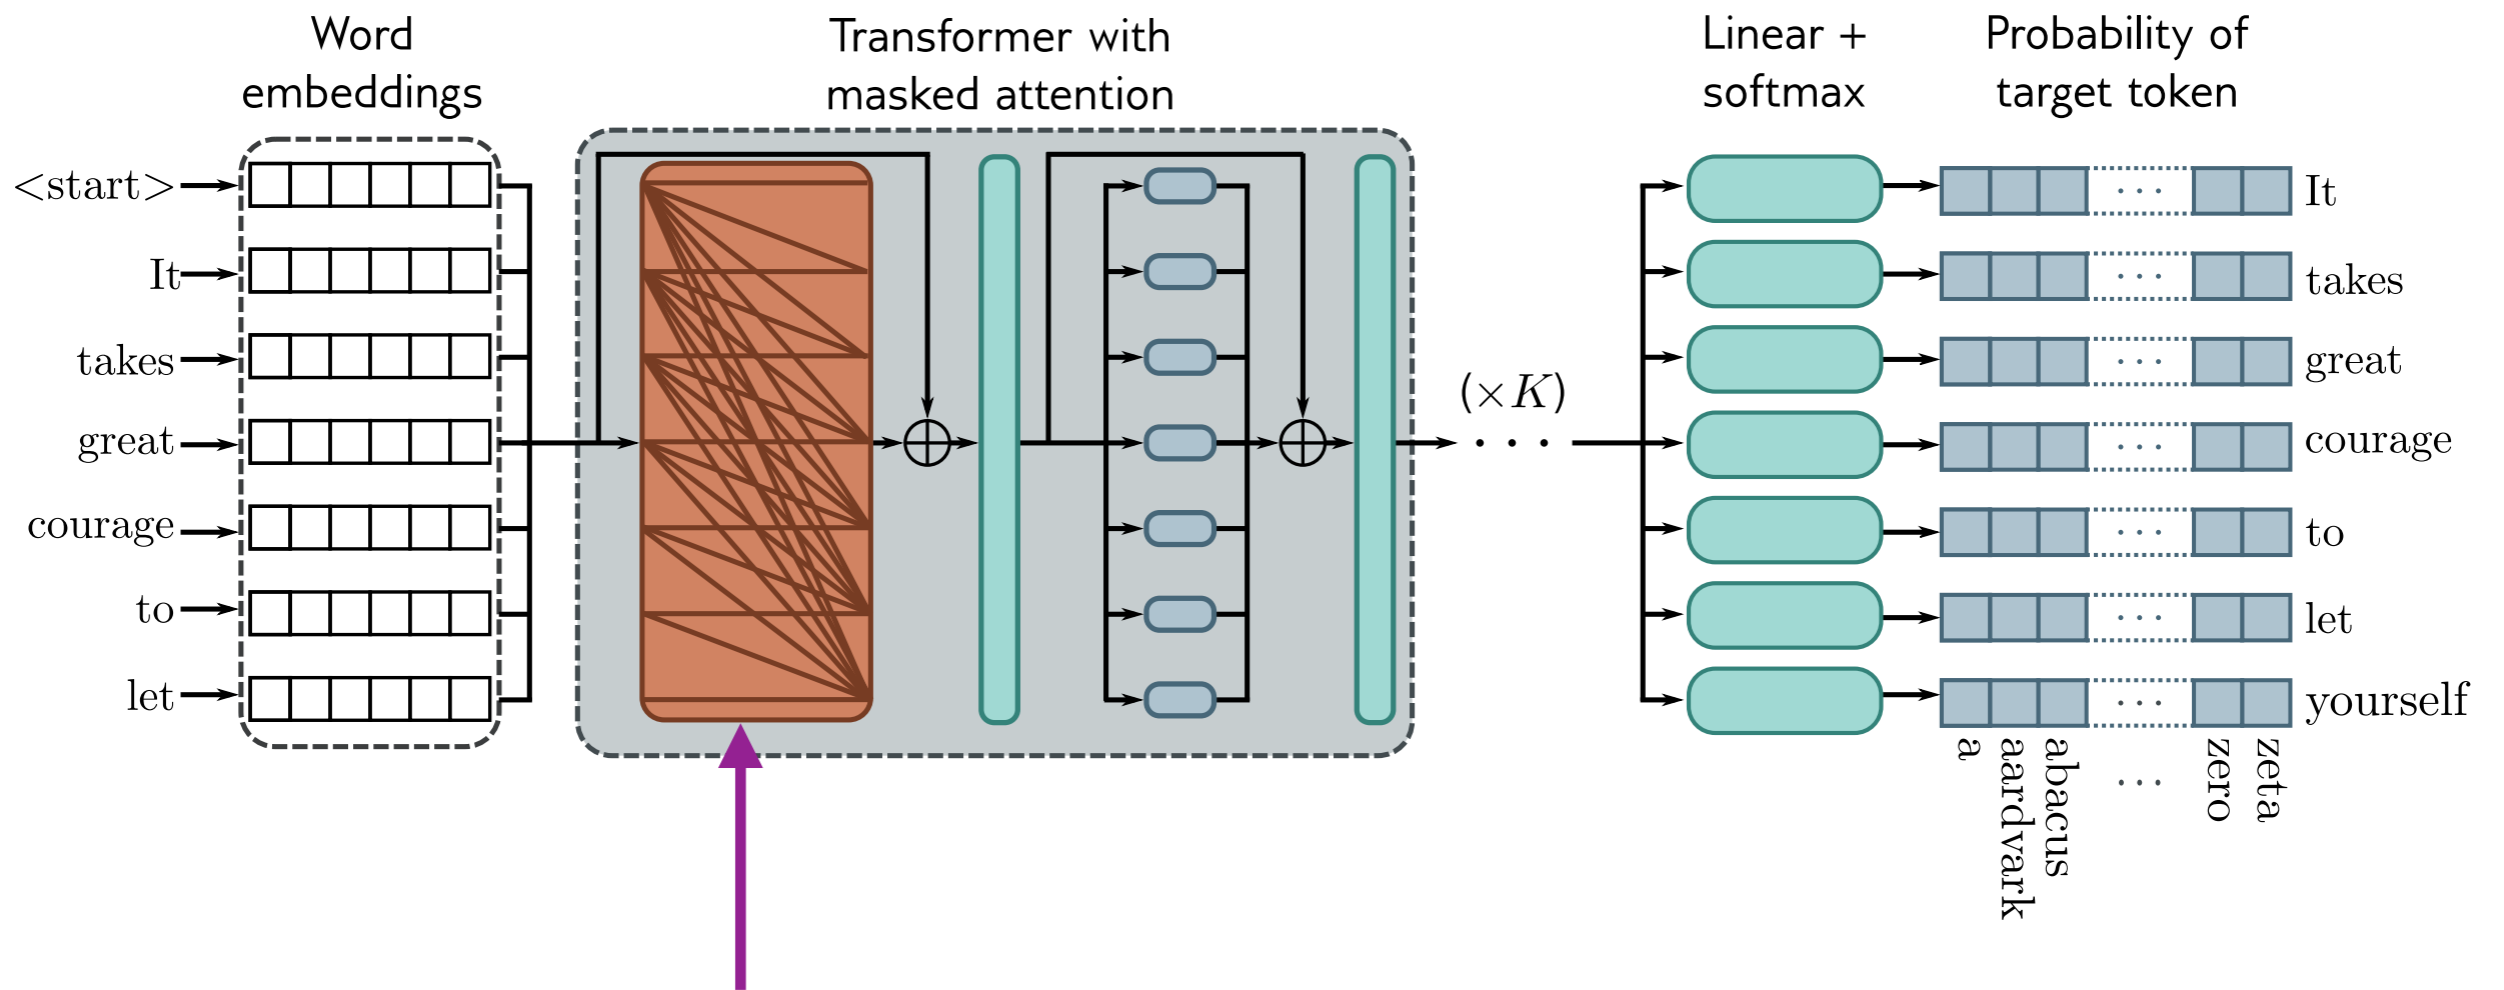 Word
embeddings
Transformer with
masked attention
Linear +
softmax
Probability of
target token
<start>
It
takes
great
courage
to
let
(×K)
...
It
takes
great
courage
to
let
yourself
a
aardvark
abacus
...
zero
zeta